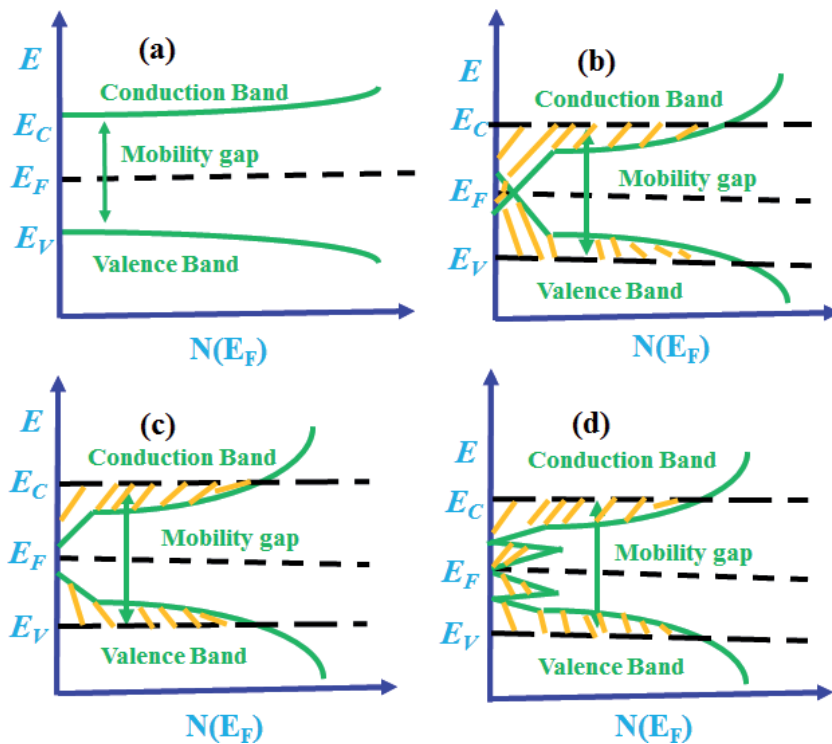 (a)
E
Conduction Band
E_C
Mobility gap
E_F
E_V
Valence Band
N(E_F)
(b)
E
Conduction Band
E_C
Mobility gap
E_F
E_V
Valence Band
N(E_F)
(c)
E
Conduction Band
E_C
Mobility gap
E_F
E_V
Valence Band
N(E_F)
(d)
E
Conduction Band
E_C
Mobility gap
E_F
E_V
Valence Band
N(E_F)